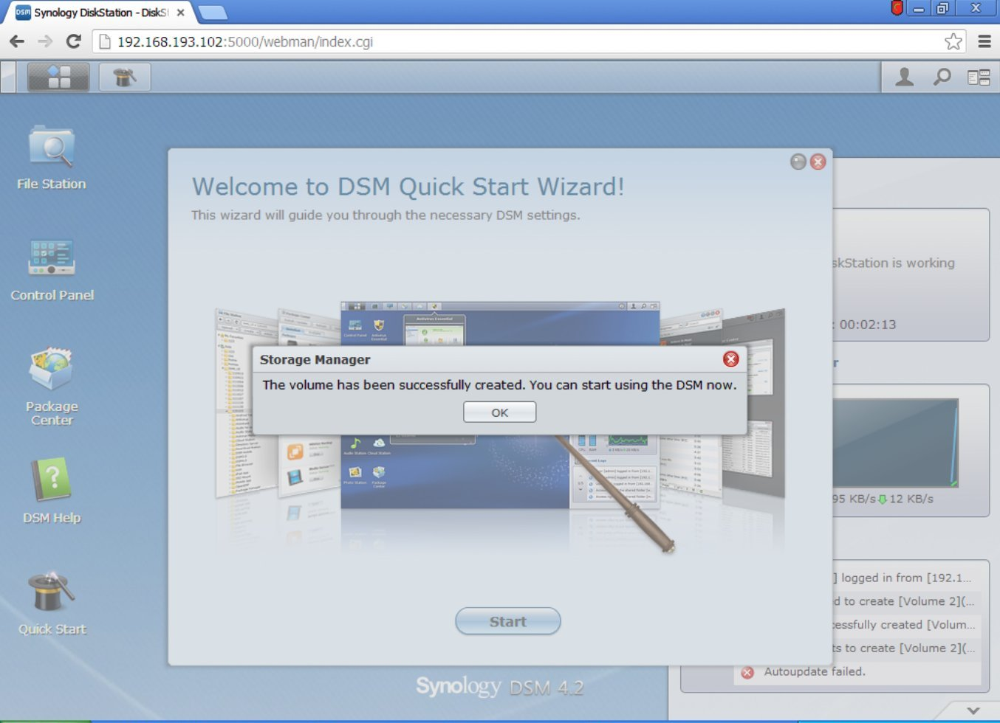 Synology DiskStation - DiskS
192.168.193.102:5000/webman/index.cgi
File Station
Control Panel
Package
Center
DSM Help
Quick Start
Welcome to DSM Quick Start Wizard!
This wizard will guide you through the necessary DSM settings.
Storage Manager
The volume has been successfully created. You can start using the DSM now.
OK
Start
skStation is working
: 00:02:13
r
95 KB/s 12 KB/s
] logged in from [192.1...
d to create [Volume 2](...
cessfully created [Volum...
ts to create [Volume 2](...
Autoupdate failed.
Synology DSM 4.2